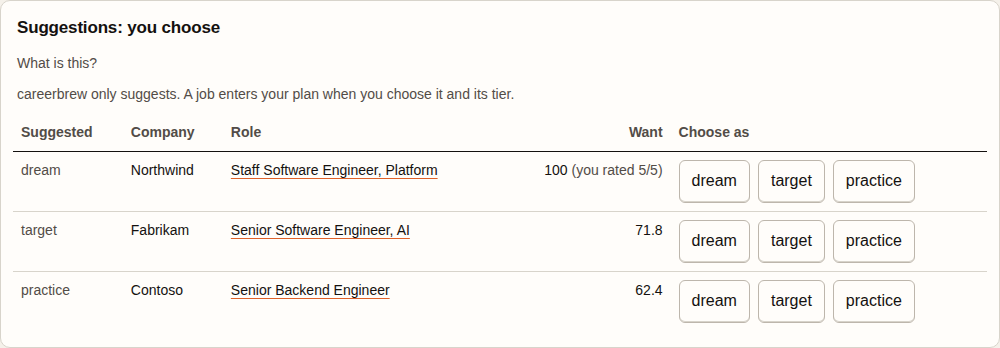 Suggestions: you choose
What is this?
careerbrew only suggests. A job enters your plan when you choose it and its tier.
Suggested Company Role Want Choose as
dream Northwind Staff Software Engineer, Platform 100 (you rated 5/5) dream target practice
target Fabrikam Senior Software Engineer, AI 71.8 dream target practice
practice Contoso Senior Backend Engineer 62.4 dream target practice